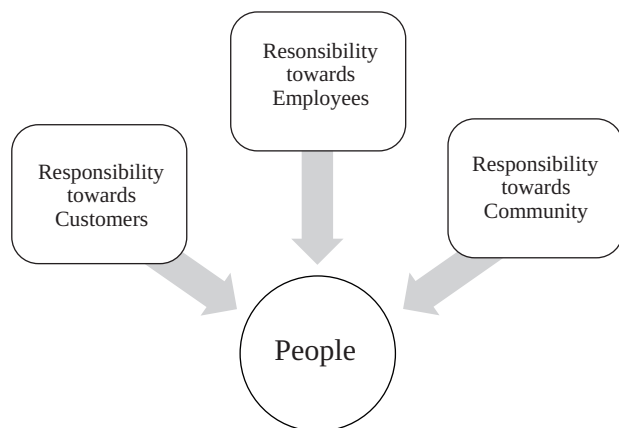 Resonsibility
towards
Employees
Responsibility
towards
Customers
Responsibility
towards
Community
People